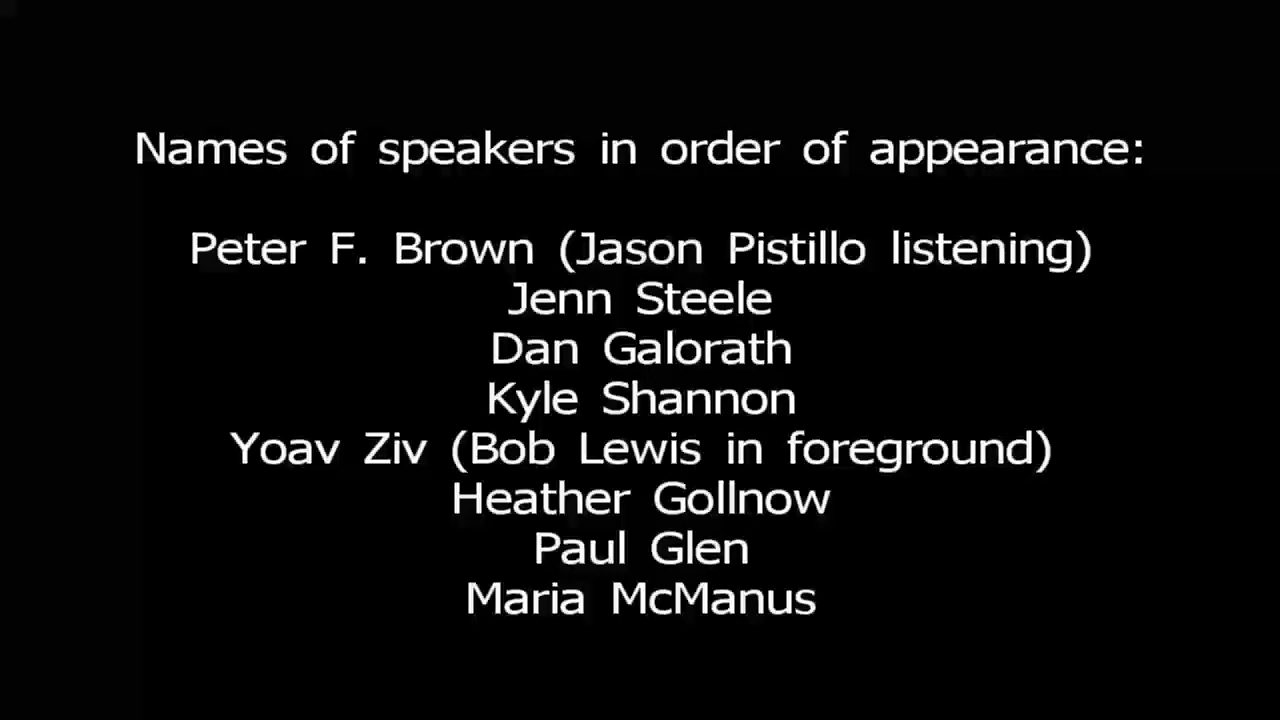 Names of speakers in order of appearance:
Peter F. Brown (Jason Pistillo listening)
Jenn Steele
Dan Galorath
Kyle Shannon
Yoav Ziv (Bob Lewis in foreground)
Heather Gollnow
Paul Glen
Maria McManus